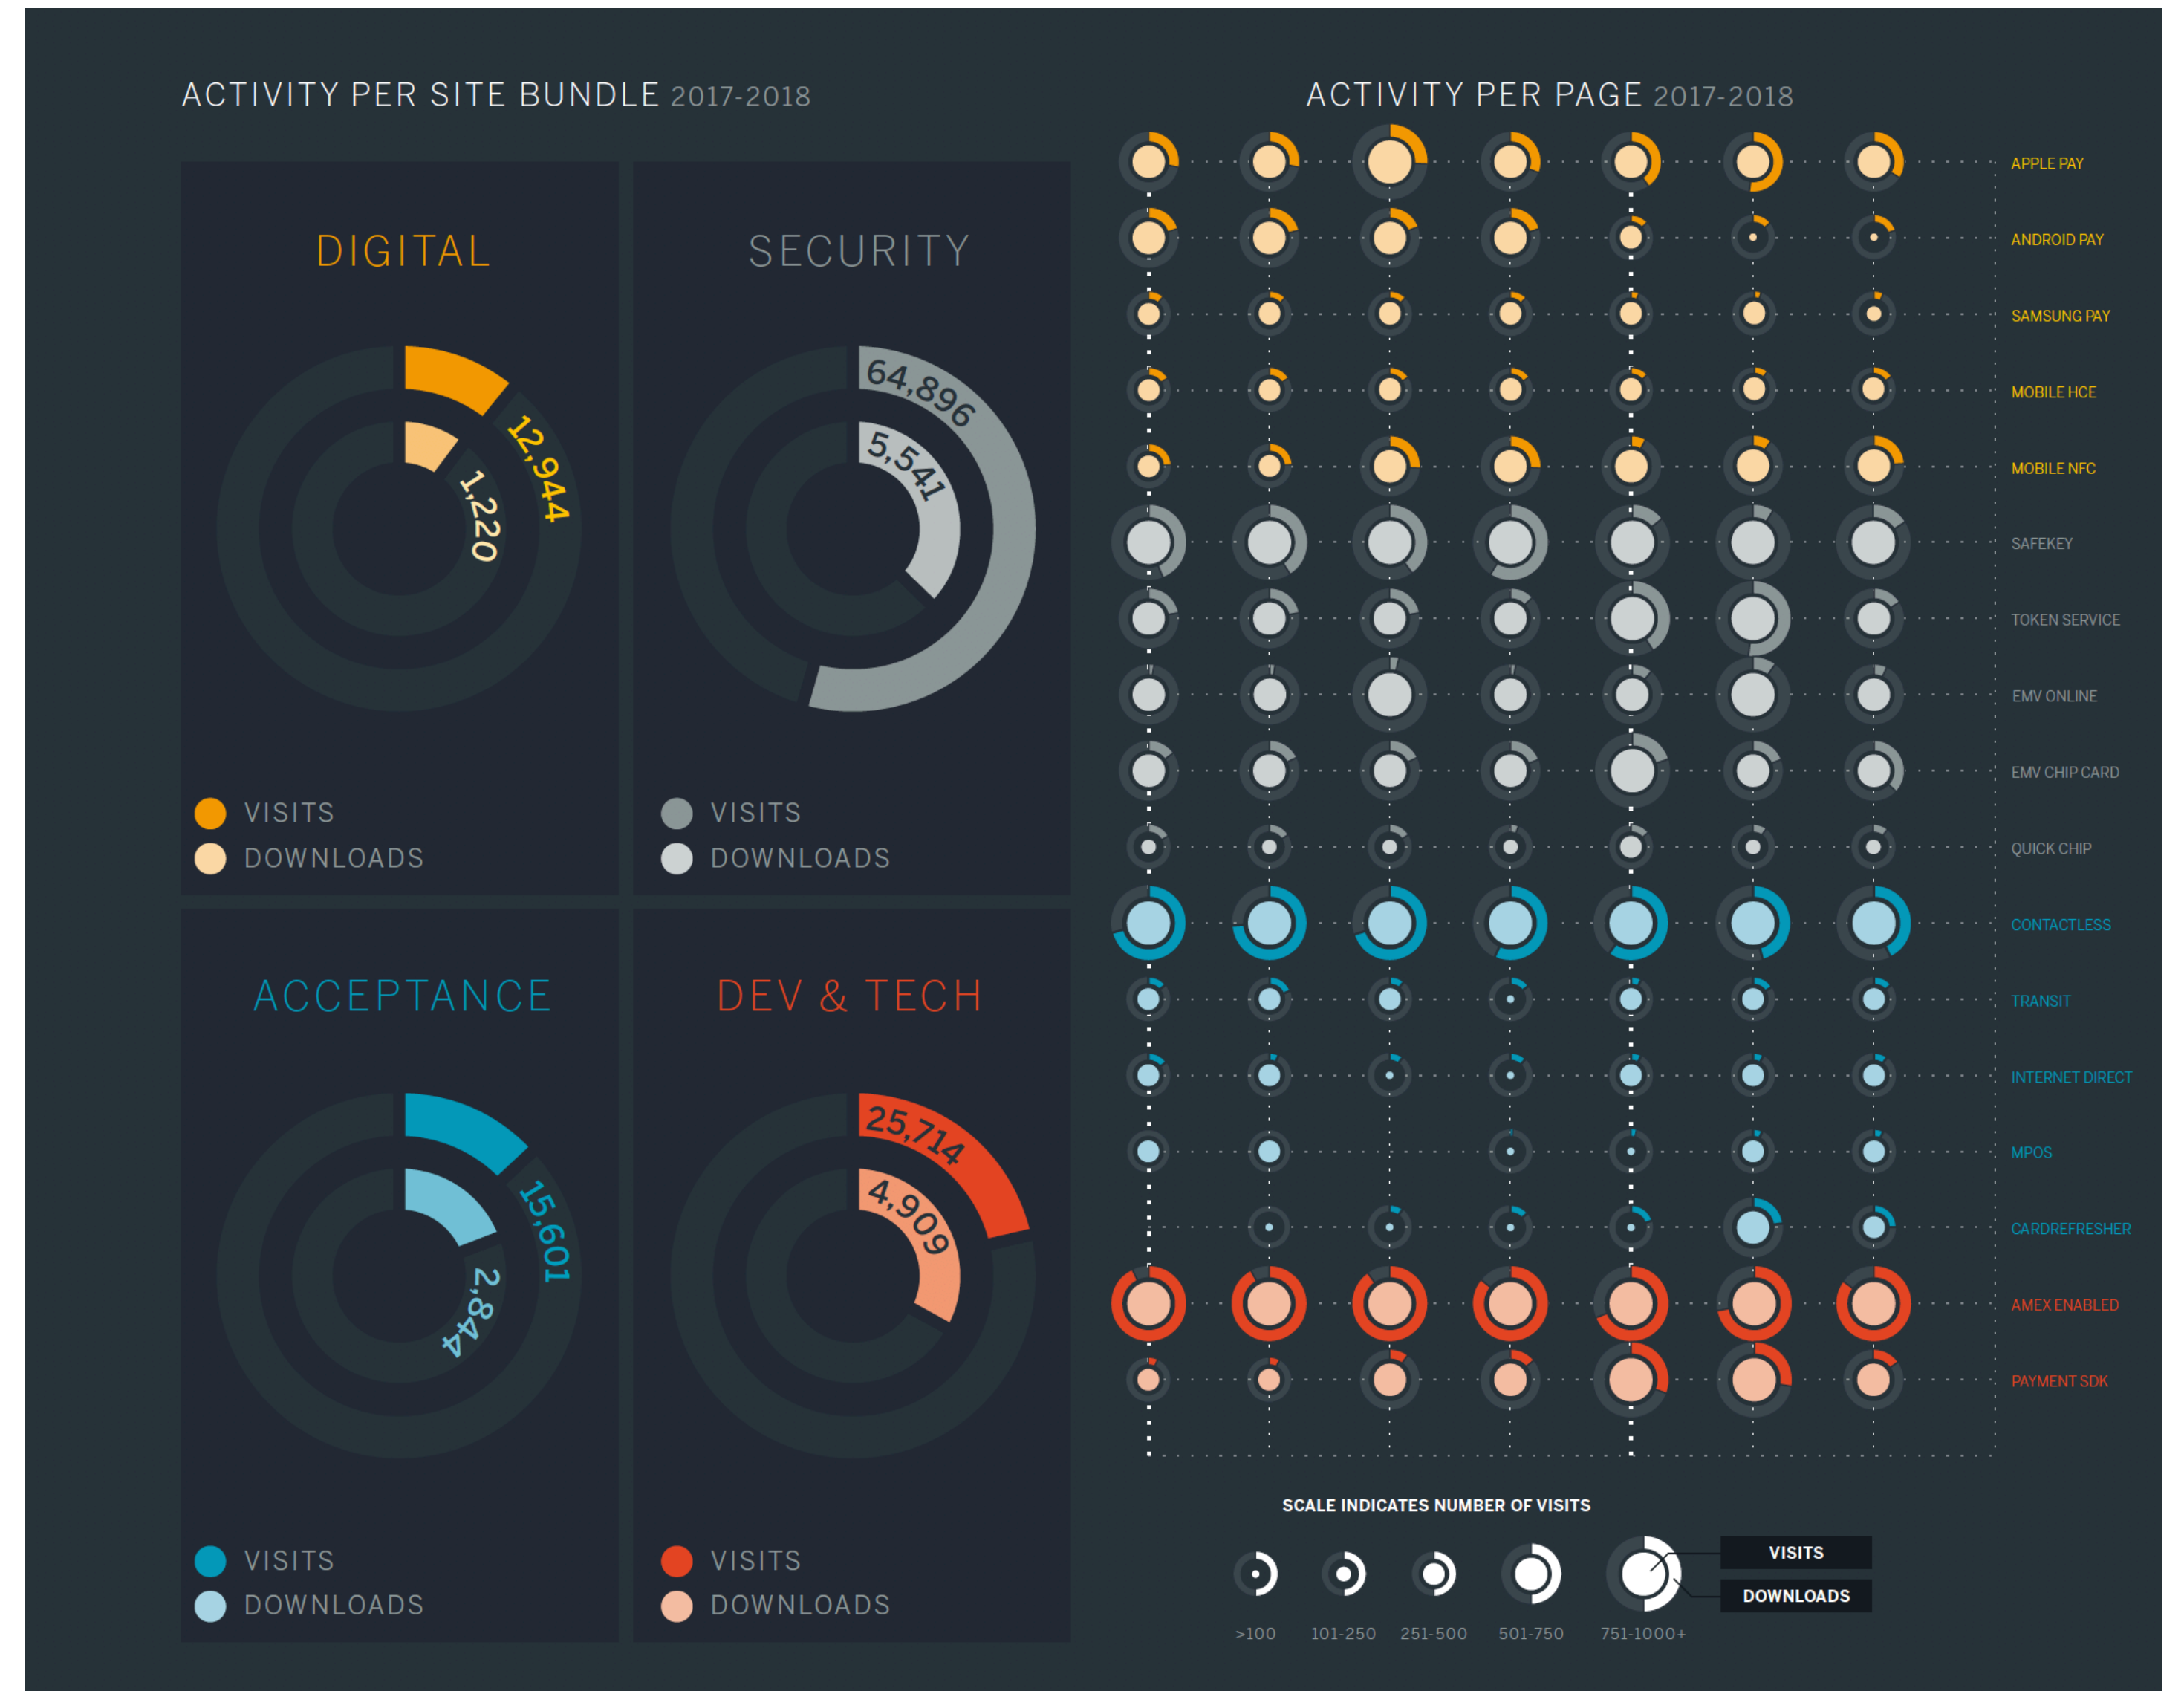 ACTIVITY PER SITE BUNDLE 2017-2018
DIGITAL
12,944
1,220
VISITS
DOWNLOADS
SECURITY
64,896
5,541
VISITS
DOWNLOADS
ACCEPTANCE
15,601
2,844
VISITS
DOWNLOADS
DEV & TECH
25,714
4,909
VISITS
DOWNLOADS
ACTIVITY PER PAGE 2017-2018
APPLE PAY
ANDROID PAY
SAMSUNG PAY
MOBILE HCE
MOBILE NFC
SAFEKEY
TOKEN SERVICE
EMV ONLINE
EMV CHIP CARD
QUICK CHIP
CONTACTLESS
TRANSIT
INTERNET DIRECT
MPOS
CARDREFRESHER
AMEX ENABLED
PAYMENT SDK
SCALE INDICATES NUMBER OF VISITS
VISITS
DOWNLOADS
>100 101-250 251-500 501-750 751-1000+